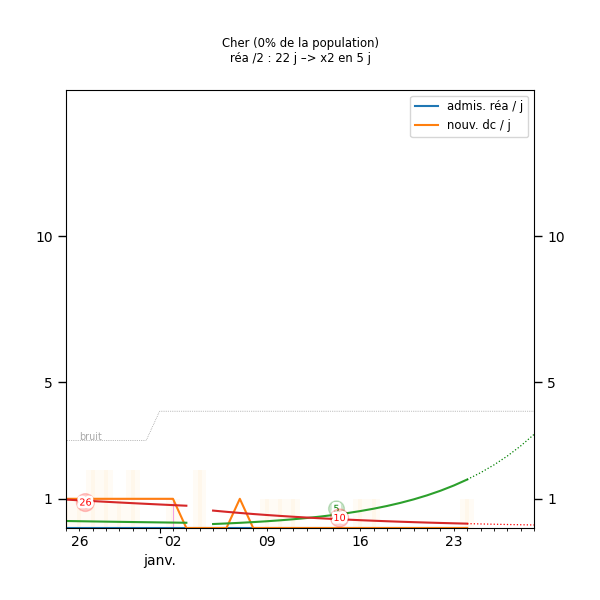 Cher (0% de la population)
réa /2 : 22 j –> x2 en 5 j
admis. réa / j
nouv. dc / j
10 10
5 5
bruit
1 1
26
5
10
26 02 09 16 23
janv.